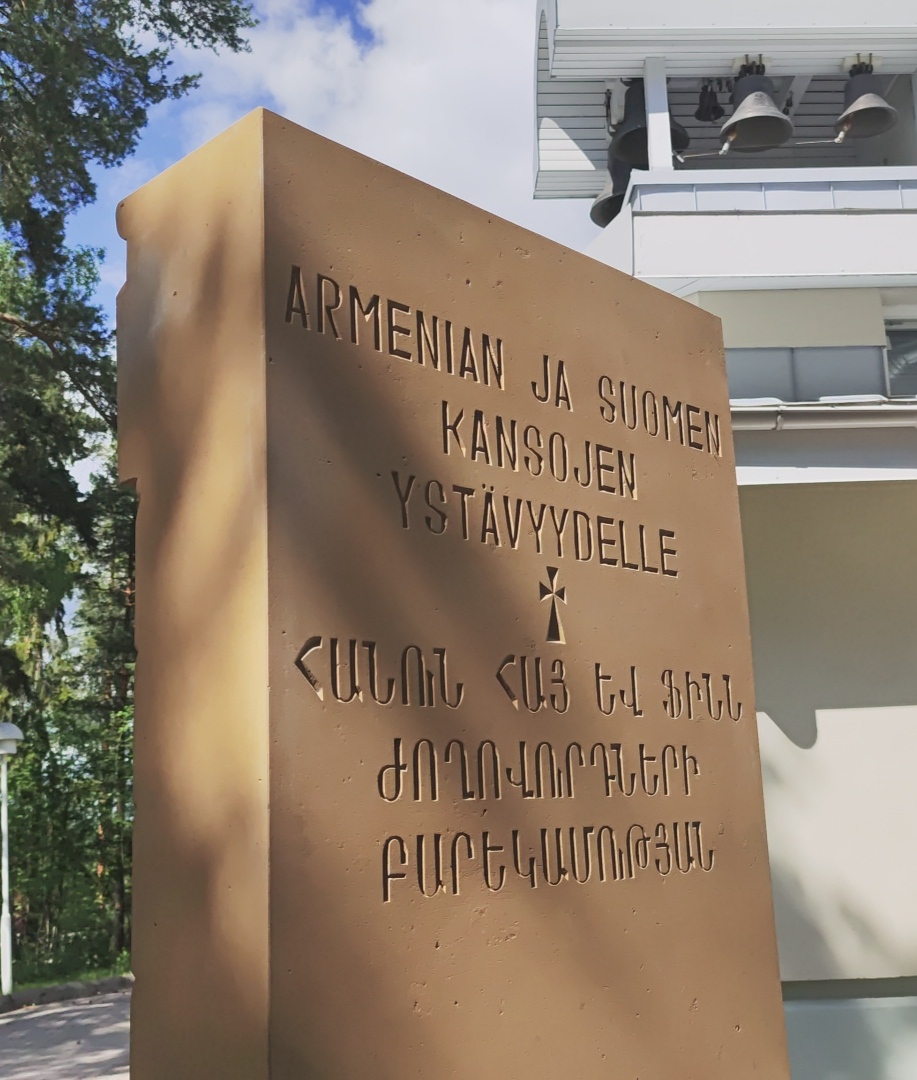 ARMENIAN JA SUOMEN
KANSOJEN
YSTÄVYYDELLE
ՀԱՆՈՒՆ ՀԱՅ ԵՎ ՖԻՆՆ
ԺՈՂՈՎՈՒՐԴՆԵՐԻ
ԲԱՐԵԿԱՄՈՒԹՅԱՆ